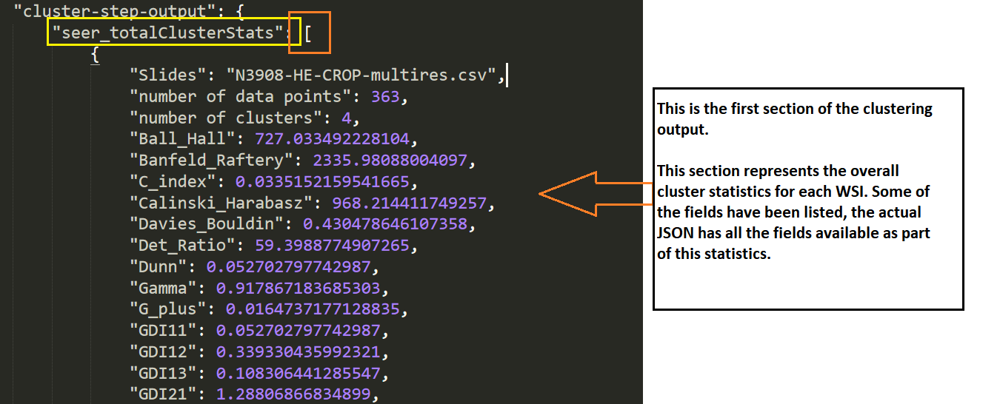 "cluster-step-output": {
"seer_totalClusterStats": [
{
"Slides": "N3908-HE-CROP-multires.csv",
"number of data points": 363,
"number of clusters": 4,
"Ball_Hall": 727.033492228104,
"Banfeld_Raftery": 2335.98088004097,
"C_index": 0.0335152159541665,
"Calinski_Harabasz": 968.214411749257,
"Davies_Bouldin": 0.430478646107358,
"Det_Ratio": 59.3988774907265,
"Dunn": 0.052702797742987,
"Gamma": 0.917867183685303,
"G_plus": 0.0164737177128835,
"GDI11": 0.052702797742987,
"GDI12": 0.339330435992321,
"GDI13": 0.108306441285547,
"GDI21": 1.28806866834899,
This is the first section of the clustering
output.
This section represents the overall
cluster statistics for each WSI. Some of
the fields have been listed, the actual
JSON has all the fields available as part
of this statistics.